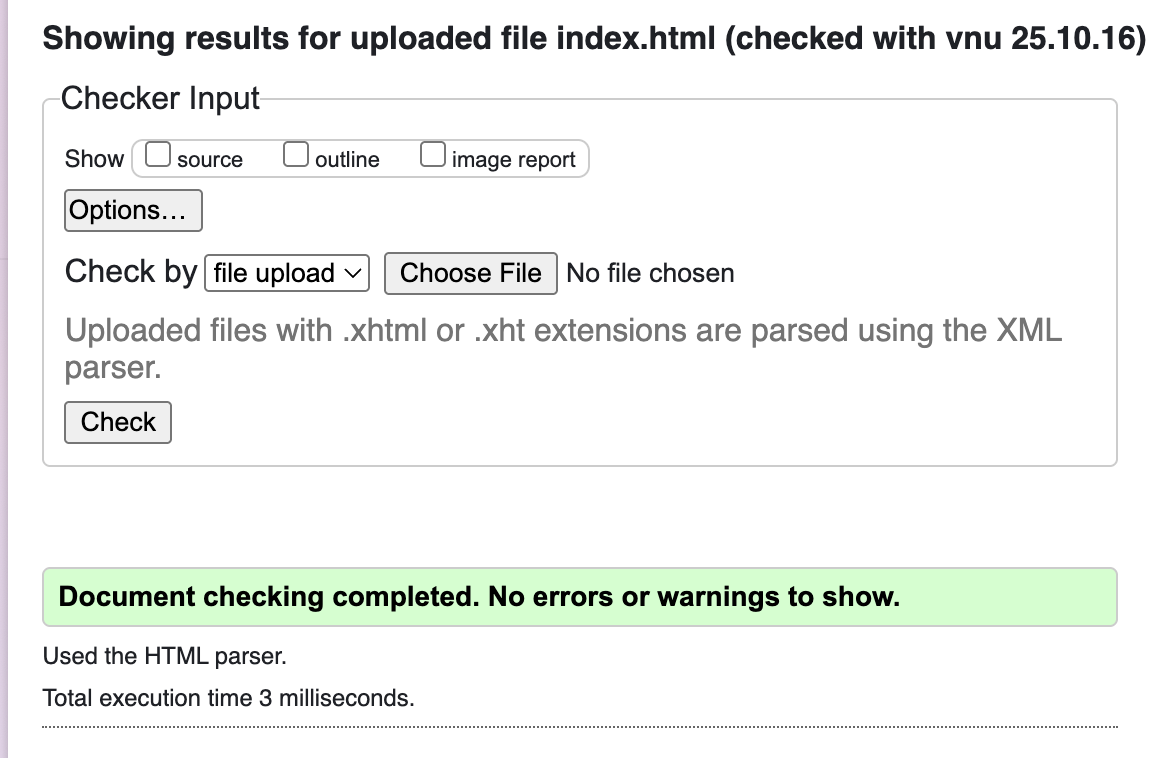 Showing results for uploaded file index.html (checked with vnu 25.10.16)
Checker Input
Show source outline image report
Options...
Check by file upload Choose File No file chosen
Uploaded files with .xhtml or .xht extensions are parsed using the XML
parser.
Check
Document checking completed. No errors or warnings to show.
Used the HTML parser.
Total execution time 3 milliseconds.